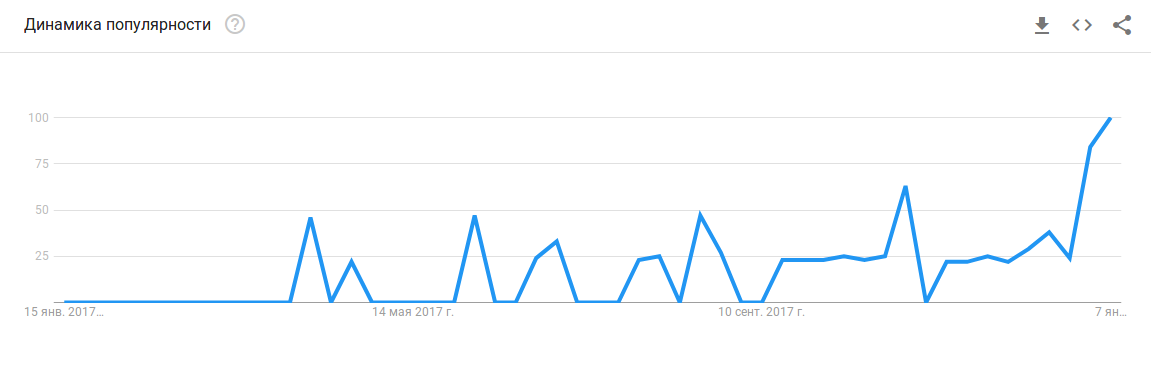 Динамика популярности
100
75
50
25
15 янв. 2017…
14 мая 2017 г.
10 сент. 2017 г.
7 ян…